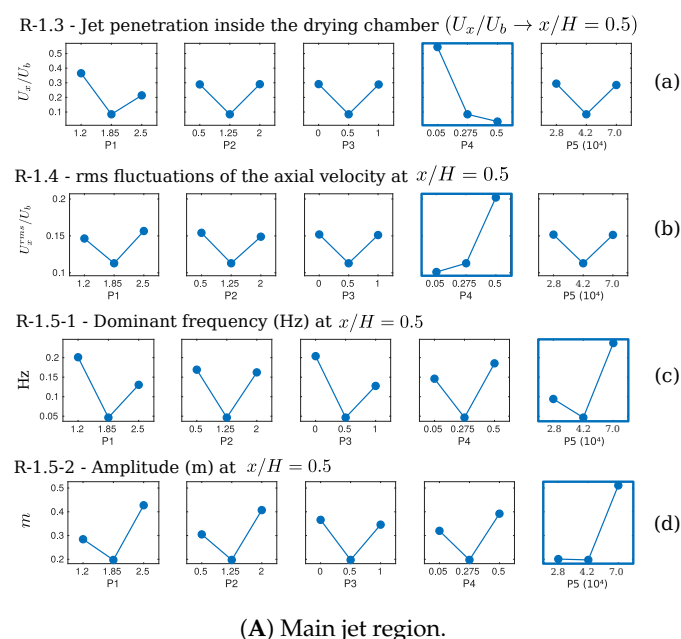 R-1.3 - Jet penetration inside the drying chamber (Uₓ/U_b → x/H = 0.5)
Uₓ/U_b
0.5
0.4
0.3
0.2
0.1
1.2 1.85 2.5
P1
0.5 1.25 2
P2
0 0.5 1
P3
0.05 0.275 0.5
P4
2.8 4.2 7.0
P5 (10⁴)
(a)
R-1.4 - rms fluctuations of the axial velocity at x/H = 0.5
Uₓʳᵐˢ/U_b
0.2
0.15
0.1
1.2 1.85 2.5
P1
0.5 1.25 2
P2
0 0.5 1
P3
0.05 0.275 0.5
P4
2.8 4.2 7.0
P5 (10⁴)
(b)
R-1.5-1 - Dominant frequency (Hz) at x/H = 0.5
Hz
0.2
0.15
0.1
0.05
1.2 1.85 2.5
P1
0.5 1.25 2
P2
0 0.5 1
P3
0.05 0.275 0.5
P4
2.8 4.2 7.0
P5 (10⁴)
(c)
R-1.5-2 - Amplitude (m) at x/H = 0.5
m
0.5
0.4
0.3
0.2
1.2 1.85 2.5
P1
0.5 1.25 2
P2
0 0.5 1
P3
0.05 0.275 0.5
P4
2.8 4.2 7.0
P5 (10⁴)
(d)
(A) Main jet region.